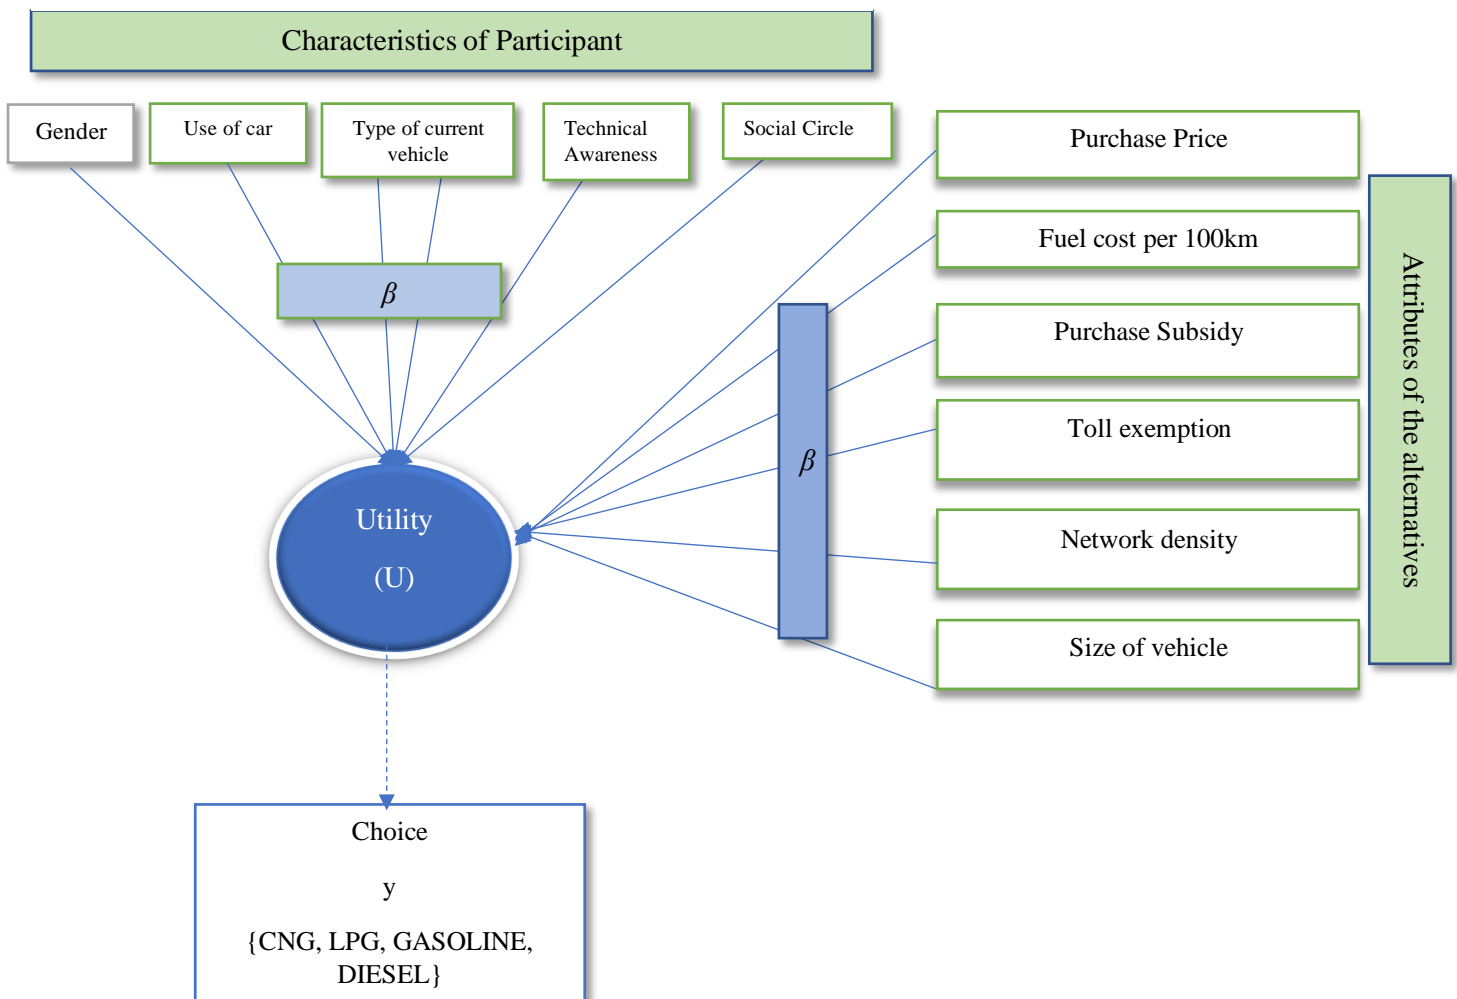 Characteristics of Participant
Gender
Use of car
Type of current
vehicle
Technical
Awareness
Social Circle
Purchase Price
Fuel cost per 100km
Purchase Subsidy
Toll exemption
Network density
Size of vehicle
Attributes of the alternatives
β
β
Utility
(U)
Choice
y
{CNG, LPG, GASOLINE,
DIESEL}